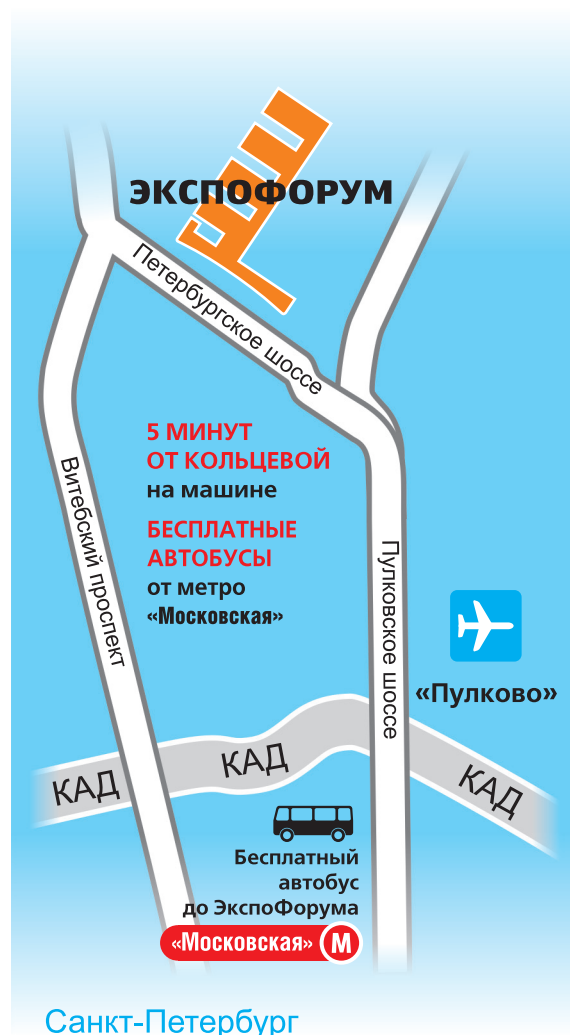 ЭКСПОФОРУМ
Петербургское шоссе
5 МИНУТ
ОТ КОЛЬЦЕВОЙ
на машине
БЕСПЛАТНЫЕ
АВТОБУСЫ
от метро
«Московская»
Витебский проспект
Пулковское шоссе
«Пулково»
КАД
КАД
КАД
Бесплатный
автобус
до ЭкспоФорума
«Московская» М
Санкт-Петербург